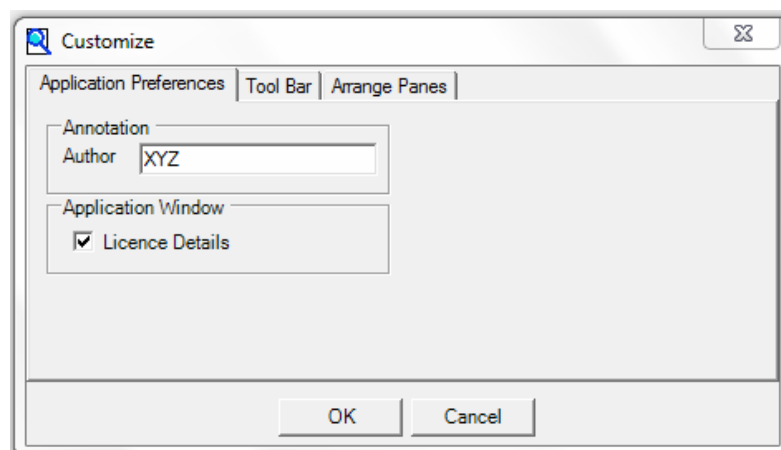 Customize
Application Preferences Tool Bar Arrange Panes
Annotation
Author XYZ
Application Window
Licence Details
OK Cancel